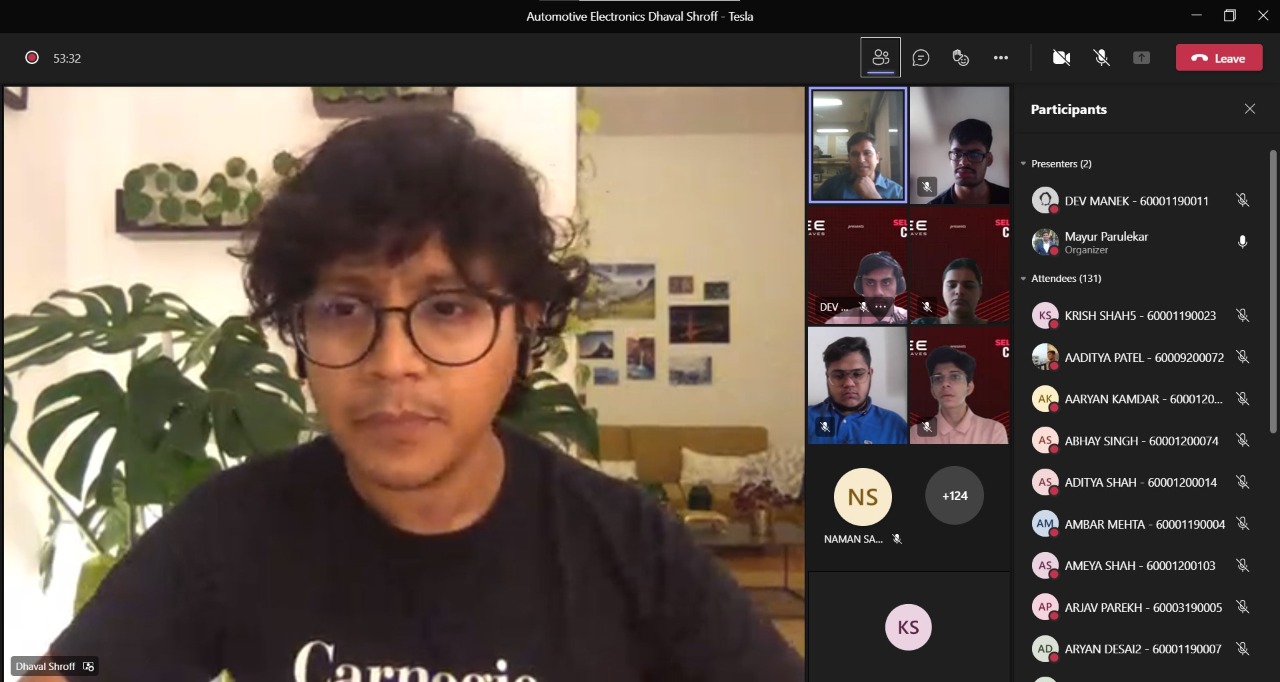 Automotive Electronics Dhaval Shroff - Tesla
53:32
Leave
Participants
Presenters (2)
DEV MANEK - 60001190011
Mayur Parulekar
Organizer
Attendees (131)
KS
KRISH SHAH5 - 60001190023
AADITYA PATEL - 60009200072
AK
AARYAN KAMDAR - 6000120...
AS
ABHAY SINGH - 60001200074
AS
ADITYA SHAH - 60001200014
AM
AMBAR MEHTA - 60001190004
AS
AMEYA SHAH - 60001200103
AP
ARJAV PAREKH - 60003190005
AD
ARYAN DESAI2 - 60001190007
presents
presents
DEV ...
NS
+124
NAMAN SA...
KS
Dhaval Shroff
Carnegie